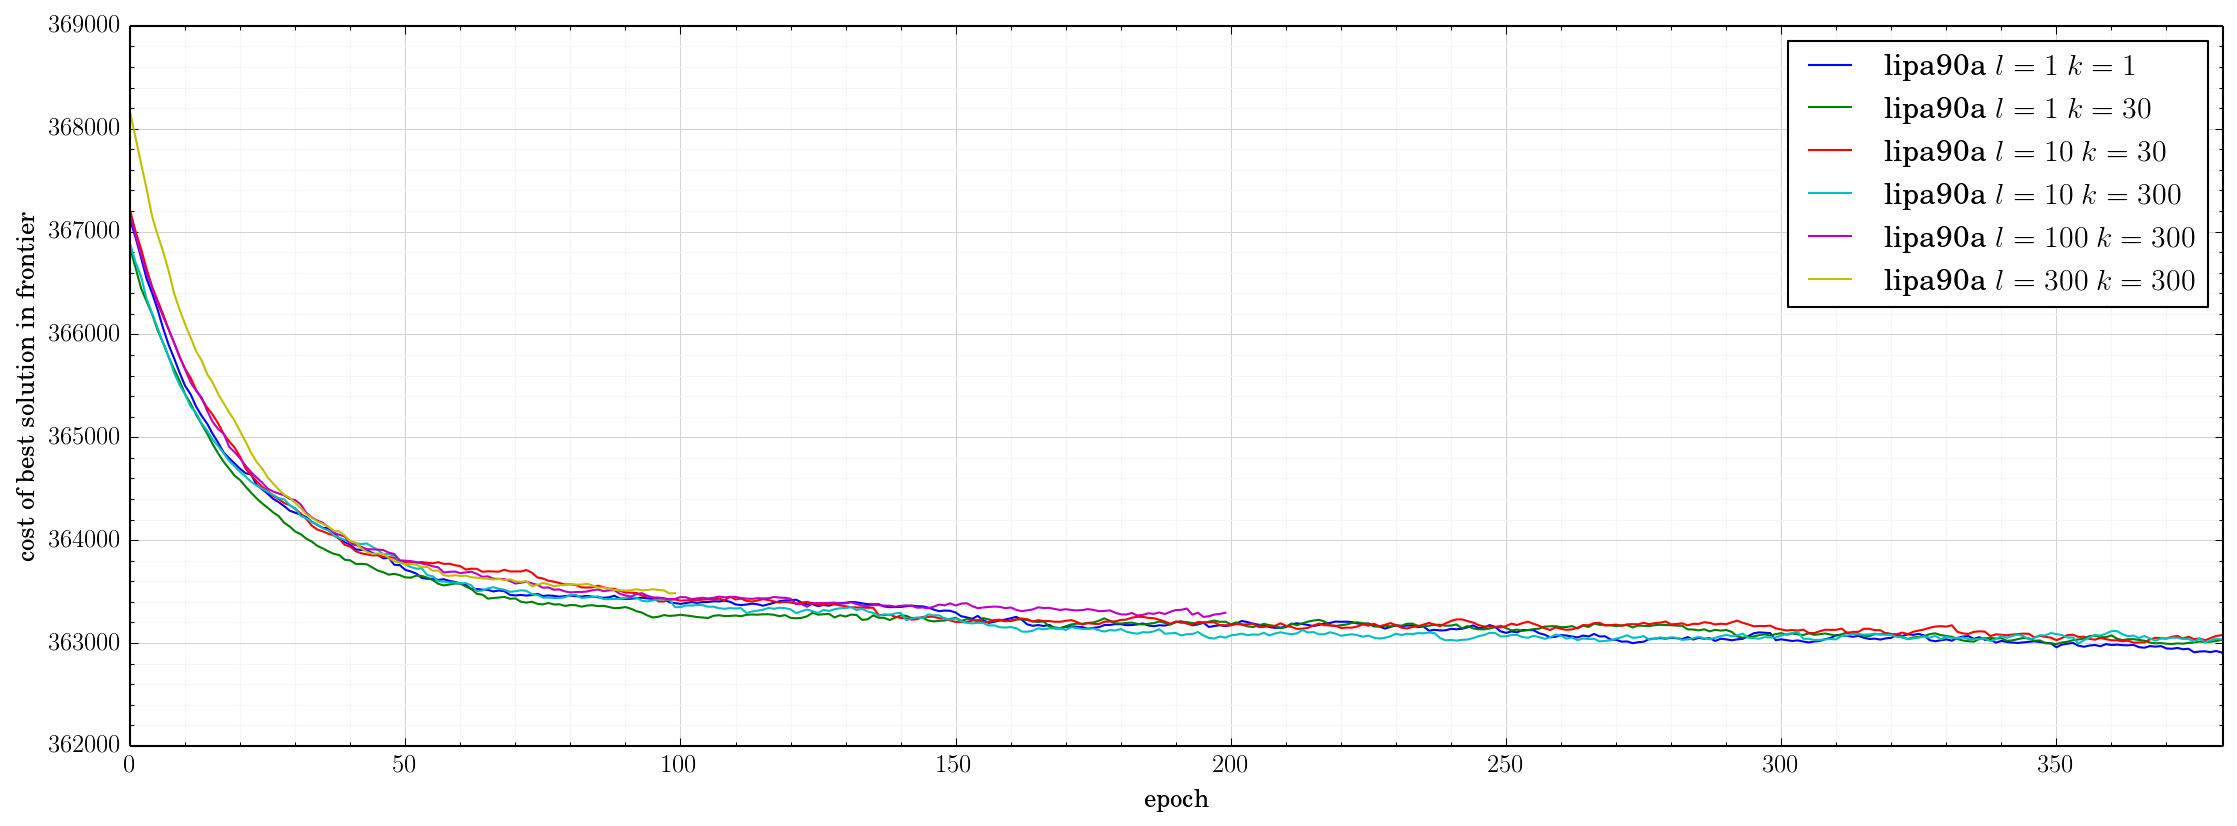 369000
368000
367000
366000
365000
364000
363000
362000
cost of best solution in frontier
0 50 100 150 200 250 300 350
epoch
lipa90a l = 1 k = 1
lipa90a l = 1 k = 30
lipa90a l = 10 k = 30
lipa90a l = 10 k = 300
lipa90a l = 100 k = 300
lipa90a l = 300 k = 300